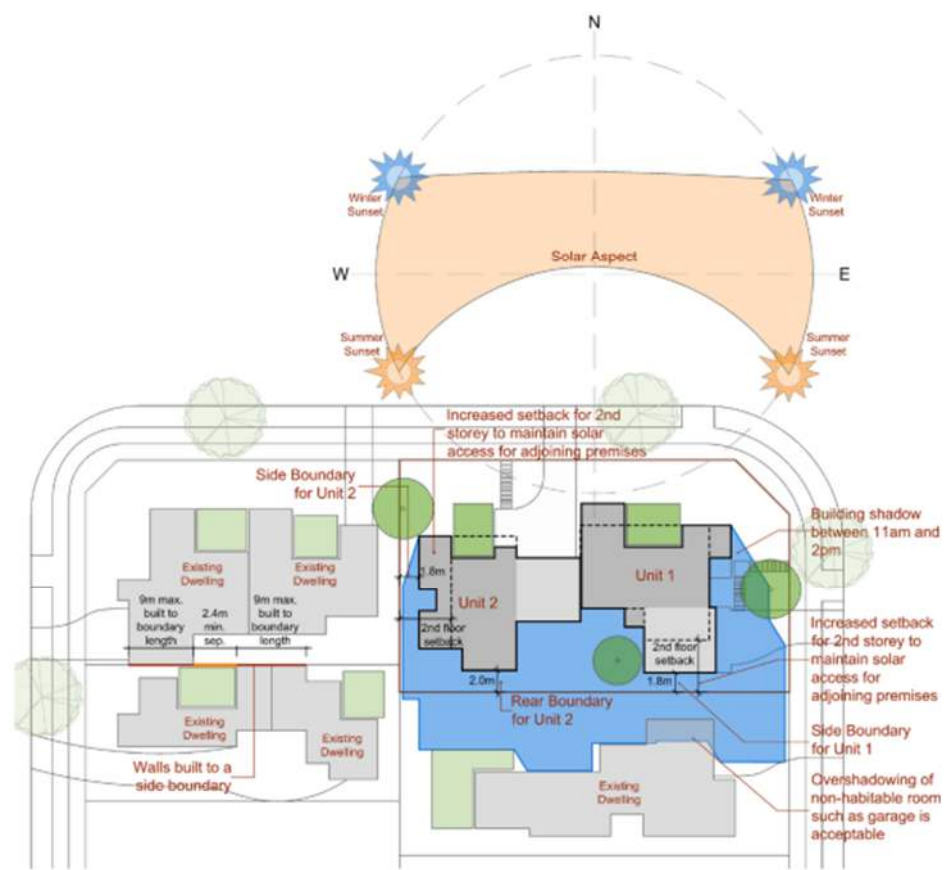 N
Winter
Sunset
Winter
Sunset
Solar Aspect
W
E
Summer
Sunset
Summer
Sunset
Increased setback for 2nd
storey to maintain solar
access for adjoining premises
Side Boundary
for Unit 2
Building shadow
between 11am and
2pm
Existing
Dwelling
Existing
Dwelling
1.8m
Unit 2
Unit 1
9m max.
built to
boundary
length
2.4m
min.
sep.
9m max.
built to
boundary
length
2nd floor
setback
2nd floor
setback
Increased setback
for 2nd storey to
maintain solar
access for
adjoining premises
2.0m
1.8m
Rear Boundary
for Unit 2
Side Boundary
for Unit 1
Existing
Dwelling
Existing
Dwelling
Walls built to a
side boundary
Existing
Dwelling
Overshadowing of
non-habitable room
such as garage is
acceptable